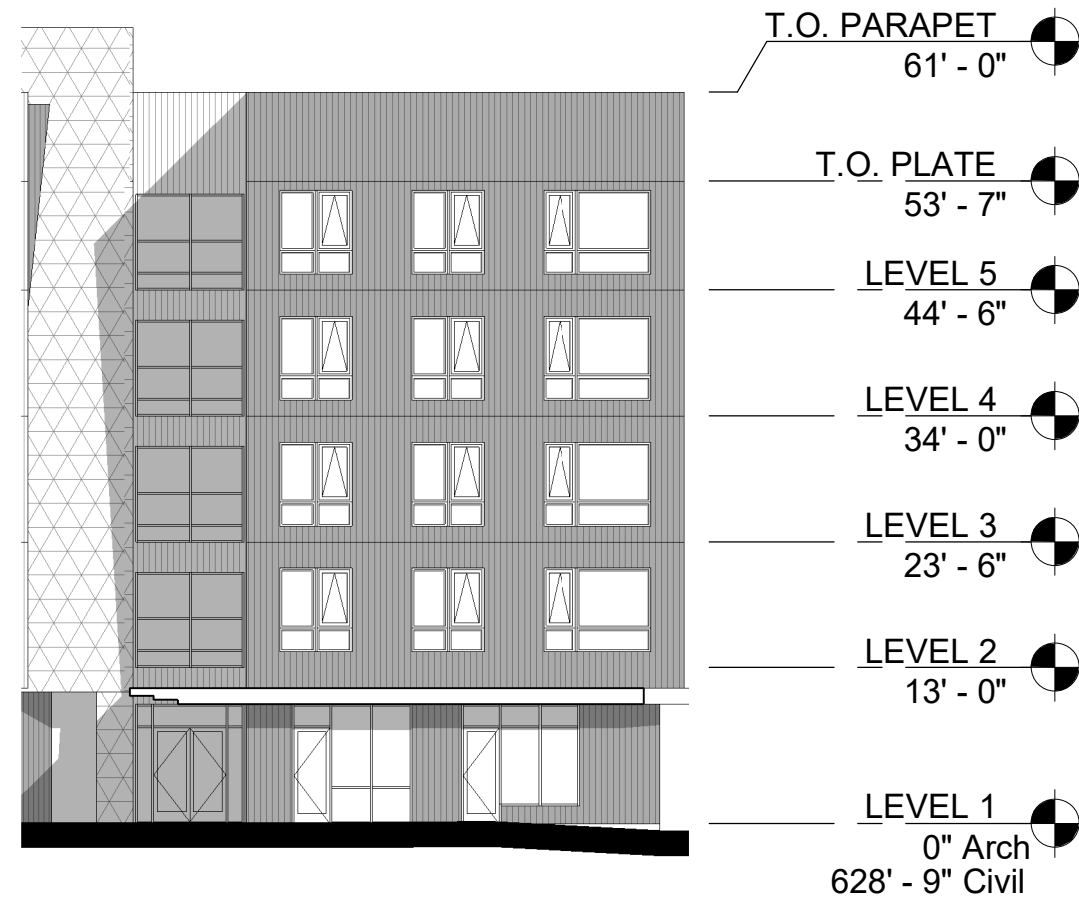 T.O. PARAPET
61' - 0"
T.O. PLATE
53' - 7"
LEVEL 5
44' - 6"
LEVEL 4
34' - 0"
LEVEL 3
23' - 6"
LEVEL 2
13' - 0"
LEVEL 1
0" Arch
628' - 9" Civil